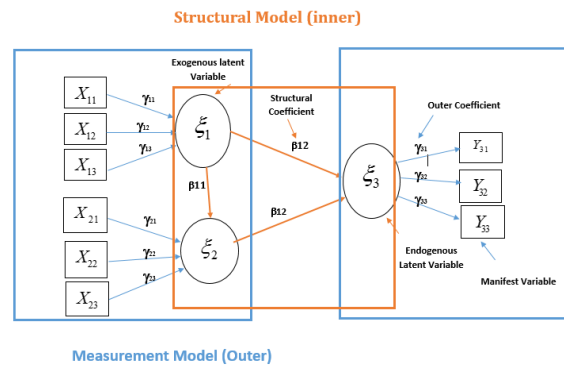 Structural Model (inner)
Exogenous latent
Variable
X11
γ11
ξ1
X12
γ12
X13
γ13
Structural
Coefficient
β12
Outer Coefficient
γ31
Y31
ξ3
γ32
Y32
γ33
Y33
β11
β12
X21
γ21
ξ2
X22
γ22
X23
γ23
Endogenous
Latent Variable
Manifest Variable
Measurement Model (Outer)